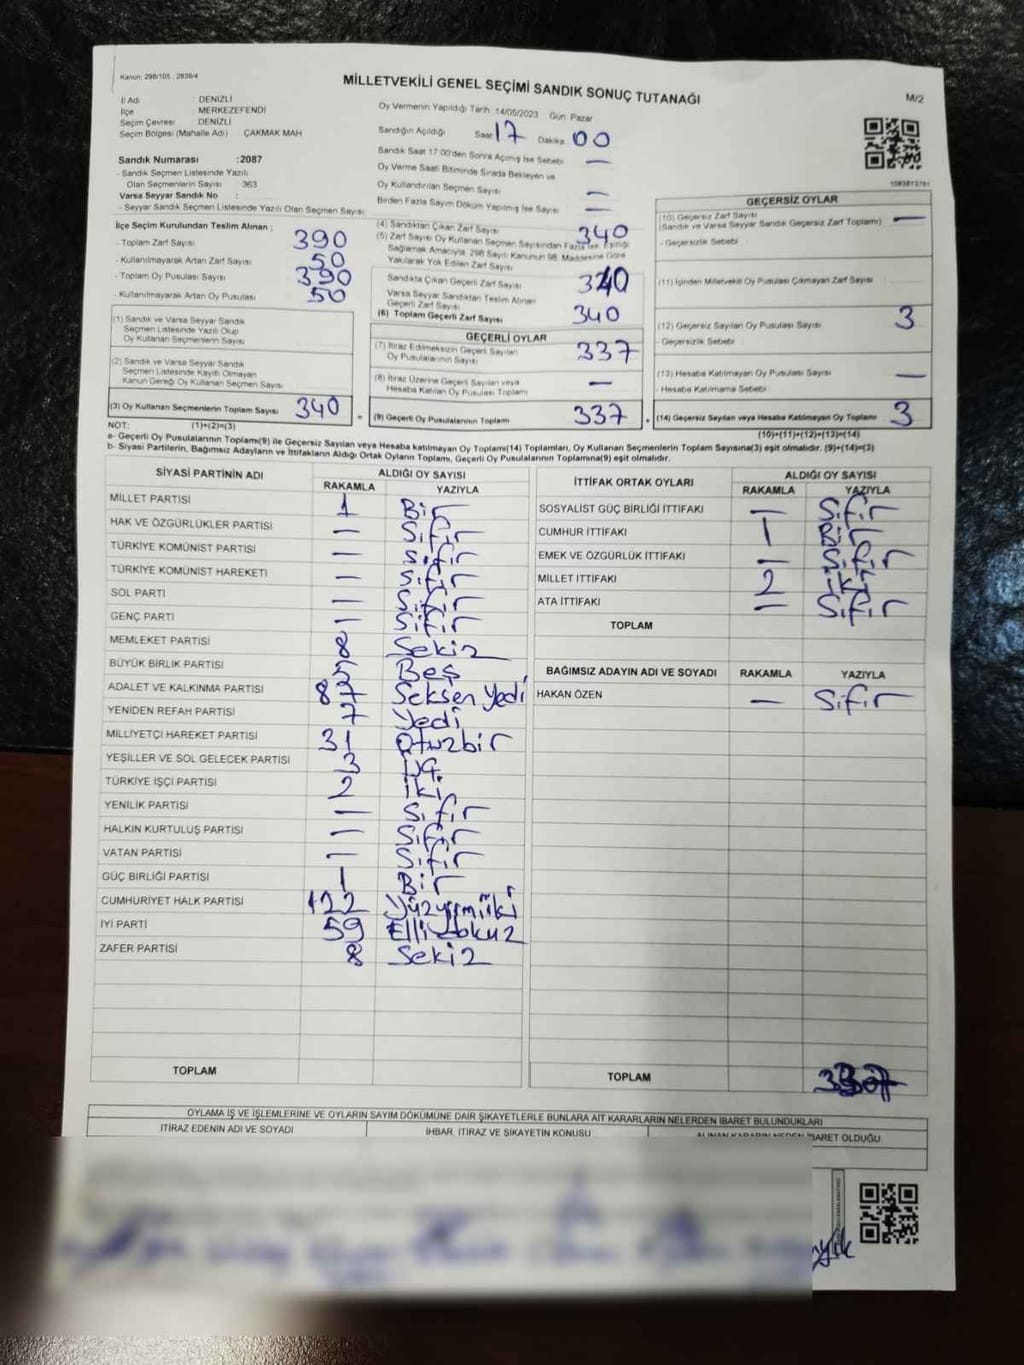 Kanun: 298/105 , 2839/4
MİLLETVEKİLİ GENEL SEÇİMİ SANDIK SONUÇ TUTANAĞI
M/2
İl Adı DENİZLİ
İlçe MERKEZEFENDİ
Seçim Çevresi DENİZLİ
Seçim Bölgesi (Mahalle Adı) ÇAKMAK MAH
Oy Vermenin Yapıldığı Tarih 14/05/2023 Gün: Pazar
Sandığın Açıldığı Saat 17 Dakika 00
Sandık Saat 17.00'den Sonra Açmış İse Sebebi —
Oy Verme Saati Bitiminde Sırada Bekleyen ve
Oy Kullandırılan Seçmen Sayısı —
Birden Fazla Sayım Döküm Yapılmış İse Sayısı —
Sandık Numarası :2087
- Sandık Seçmen Listesinde Yazılı
Olan Seçmenlerin Sayısı 363
Varsa Seyyar Sandık No :
- Seyyar Sandık Seçmen Listesinde Yazılı Olan Seçmen Sayısı
İlçe Seçim Kurulundan Teslim Alınan ;
- Toplam Zarf Sayısı 390
- Kullanılmayarak Artan Zarf Sayısı 50
- Toplam Oy Pusulası Sayısı 390
- Kullanılmayarak Artan Oy Pusulası 50
(1) Sandık ve Varsa Seyyar Sandık
Seçmen Listesinde Yazılı Olup
Oy Kullanan Seçmenlerin Sayısı
(2) Sandık ve Varsa Seyyar Sandık
Seçmen Listesinde Kayıtlı Olmayan
Kanun Gereği Oy Kullanan Seçmen Sayısı
(3) Oy Kullanan Seçmenlerin Toplam Sayısı 340
(4) Sandıktan Çıkan Zarf Sayısı 340
(5) Zarf Sayısı Oy Kullanan Seçmen Sayısından Fazla İse, Eşitliği
Sağlamak Amacıyla, 298 Sayılı Kanunun 98. Maddesine Göre
Yakılarak Yok Edilen Zarf Sayısı
Sandıkta Çıkan Geçerli Zarf Sayısı 340
Varsa Seyyar Sandıktan Teslim Alınan
Geçerli Zarf Sayısı
(6) Toplam Geçerli Zarf Sayısı 340
GEÇERLİ OYLAR
(7) İtiraz Edilmeksizin Geçerli Sayılan
Oy Pusulalarının Sayısı 337
(8) İtiraz Üzerine Geçerli Sayılan veya
Hesaba Katılan Oy Pusulası Toplamı —
= (9) Geçerli Oy Pusulalarının Toplamı 337
GEÇERSİZ OYLAR
(10) Geçersiz Zarf Sayısı —
(Sandık ve Varsa Seyyar Sandık Geçersiz Zarf Toplamı)
- Geçersizlik Sebebi
(11) İçinden Milletvekili Oy Pusulası Çıkmayan Zarf Sayısı
(12) Geçersiz Sayılan Oy Pusulası Sayısı 3
- Geçersizlik Sebebi
(13) Hesaba Katılmayan Oy Pusulası Sayısı —
- Hesaba Katılmama Sebebi
+ (14) Geçersiz Sayılan veya Hesaba Katılmayan Oy Toplamı 3
NOT: (1)+(2)=(3)
(10)+(11)+(12)+(13)=(14)
a- Geçerli Oy Pusulalarının Toplamı(9) ile Geçersiz Sayılan veya Hesaba katılmayan Oy Toplamı(14) Toplamları, Oy Kullanan Seçmenlerin Toplam Sayısına(3) eşit olmalıdır. (9)+(14)=(3)
b- Siyasi Partilerin, Bağımsız Adayların ve İttifakların Aldığı Ortak Oyların Toplamı, Geçerli Oy Pusulalarının Toplamına(9) eşit olmalıdır.
SİYASİ PARTİNİN ADI ALDIĞI OY SAYISI
RAKAMLA YAZIYLA
MİLLET PARTİSİ 1 Bir
HAK VE ÖZGÜRLÜKLER PARTİSİ — Sıfır
TÜRKİYE KOMÜNİST PARTİSİ — Sıfır
TÜRKİYE KOMÜNİST HAREKETİ — Sıfır
SOL PARTİ — Sıfır
GENÇ PARTİ — Sıfır
MEMLEKET PARTİSİ 8 Sekiz
BÜYÜK BİRLİK PARTİSİ 5 Beş
ADALET VE KALKINMA PARTİSİ 87 Seksen yedi
YENİDEN REFAH PARTİSİ 7 Yedi
MİLLİYETÇİ HAREKET PARTİSİ 31 Otuzbir
YEŞİLLER VE SOL GELECEK PARTİSİ 3 Üç
TÜRKİYE İŞÇİ PARTİSİ 2 İki
YENİLİK PARTİSİ — Sıfır
HALKIN KURTULUŞ PARTİSİ — Sıfır
VATAN PARTİSİ — Sıfır
GÜÇ BİRLİĞİ PARTİSİ 1 Bir
CUMHURİYET HALK PARTİSİ 122 Yüzyirmiiki
İYİ PARTİ 59 Elli dokuz
ZAFER PARTİSİ 8 Sekiz
TOPLAM
İTTİFAK ORTAK OYLARI ALDIĞI OY SAYISI
RAKAMLA YAZIYLA
SOSYALİST GÜÇ BİRLİĞİ İTTİFAKI — Sıfır
CUMHUR İTTİFAKI 1 Bir
EMEK VE ÖZGÜRLÜK İTTİFAKI — Sıfır
MİLLET İTTİFAKI 2 İki
ATA İTTİFAKI — Sıfır
TOPLAM
BAĞIMSIZ ADAYIN ADI VE SOYADI RAKAMLA YAZIYLA
HAKAN ÖZEN — Sıfır
TOPLAM 337
OYLAMA İŞ VE İŞLEMLERİNE VE OYLARIN SAYIM DÖKÜMÜNE DAİR ŞİKAYETLERLE BUNLARA AİT KARARLARIN NELERDEN İBARET BULUNDUKLARI
İTİRAZ EDENİN ADI VE SOYADI İHBAR, İTİRAZ VE ŞİKAYETİN KONUSU ALINAN KARARIN NEDEN İBARET OLDUĞU